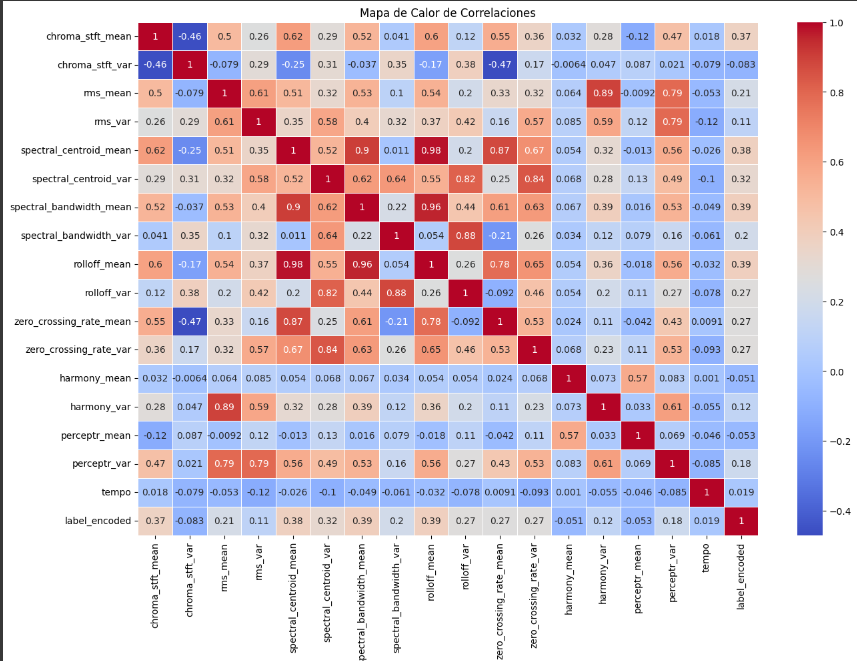 Mapa de Calor de Correlaciones
chroma_stft_mean 1 -0.46 0.5 0.26 0.62 0.29 0.52 0.041 0.6 0.12 0.55 0.36 0.032 0.28 -0.12 0.47 0.018 0.37
chroma_stft_var -0.46 1 -0.079 0.29 -0.25 0.31 -0.037 0.35 -0.17 0.38 -0.47 0.17 -0.0064 0.047 0.087 0.021 -0.079 -0.083
rms_mean 0.5 -0.079 1 0.61 0.51 0.32 0.53 0.1 0.54 0.2 0.33 0.32 0.064 0.89 -0.0092 0.79 -0.053 0.21
rms_var 0.26 0.29 0.61 1 0.35 0.58 0.4 0.32 0.37 0.42 0.16 0.57 0.085 0.59 0.12 0.79 -0.12 0.11
spectral_centroid_mean 0.62 -0.25 0.51 0.35 1 0.52 0.9 0.011 0.98 0.2 0.87 0.67 0.054 0.32 -0.013 0.56 -0.026 0.38
spectral_centroid_var 0.29 0.31 0.32 0.58 0.52 1 0.62 0.64 0.55 0.82 0.25 0.84 0.068 0.28 0.13 0.49 -0.1 0.32
spectral_bandwidth_mean 0.52 -0.037 0.53 0.4 0.9 0.62 1 0.22 0.96 0.44 0.61 0.63 0.067 0.39 0.016 0.53 -0.049 0.39
spectral_bandwidth_var 0.041 0.35 0.1 0.32 0.011 0.64 0.22 1 0.054 0.88 -0.21 0.26 0.034 0.12 0.079 0.16 -0.061 0.2
rolloff_mean 0.6 -0.17 0.54 0.37 0.98 0.55 0.96 0.054 1 0.26 0.78 0.65 0.054 0.36 -0.018 0.56 -0.032 0.39
rolloff_var 0.12 0.38 0.2 0.42 0.2 0.82 0.44 0.88 0.26 1 -0.092 0.46 0.054 0.2 0.11 0.27 -0.078 0.27
zero_crossing_rate_mean 0.55 -0.47 0.33 0.16 0.87 0.25 0.61 -0.21 0.78 -0.092 1 0.53 0.024 0.11 -0.042 0.43 0.0091 0.27
zero_crossing_rate_var 0.36 0.17 0.32 0.57 0.67 0.84 0.63 0.26 0.65 0.46 0.53 1 0.068 0.23 0.11 0.53 -0.093 0.27
harmony_mean 0.032 -0.0064 0.064 0.085 0.054 0.068 0.067 0.034 0.054 0.054 0.024 0.068 1 0.073 0.57 0.083 0.001 -0.051
harmony_var 0.28 0.047 0.89 0.59 0.32 0.28 0.39 0.12 0.36 0.2 0.11 0.23 0.073 1 0.033 0.61 -0.055 0.12
perceptr_mean -0.12 0.087 -0.0092 0.12 -0.013 0.13 0.016 0.079 -0.018 0.11 -0.042 0.11 0.57 0.033 1 0.069 -0.046 -0.053
perceptr_var 0.47 0.021 0.79 0.79 0.56 0.49 0.53 0.16 0.56 0.27 0.43 0.53 0.083 0.61 0.069 1 -0.085 0.18
tempo 0.018 -0.079 -0.053 -0.12 -0.026 -0.1 -0.049 -0.061 -0.032 -0.078 0.0091 -0.093 0.001 -0.055 -0.046 -0.085 1 0.019
label_encoded 0.37 -0.083 0.21 0.11 0.38 0.32 0.39 0.2 0.39 0.27 0.27 0.27 -0.051 0.12 -0.053 0.18 0.019 1
chroma_stft_mean
chroma_stft_var
rms_mean
rms_var
spectral_centroid_mean
spectral_centroid_var
spectral_bandwidth_mean
spectral_bandwidth_var
rolloff_mean
rolloff_var
zero_crossing_rate_mean
zero_crossing_rate_var
harmony_mean
harmony_var
perceptr_mean
perceptr_var
tempo
label_encoded
1.0
0.8
0.6
0.4
0.2
0.0
−0.2
−0.4